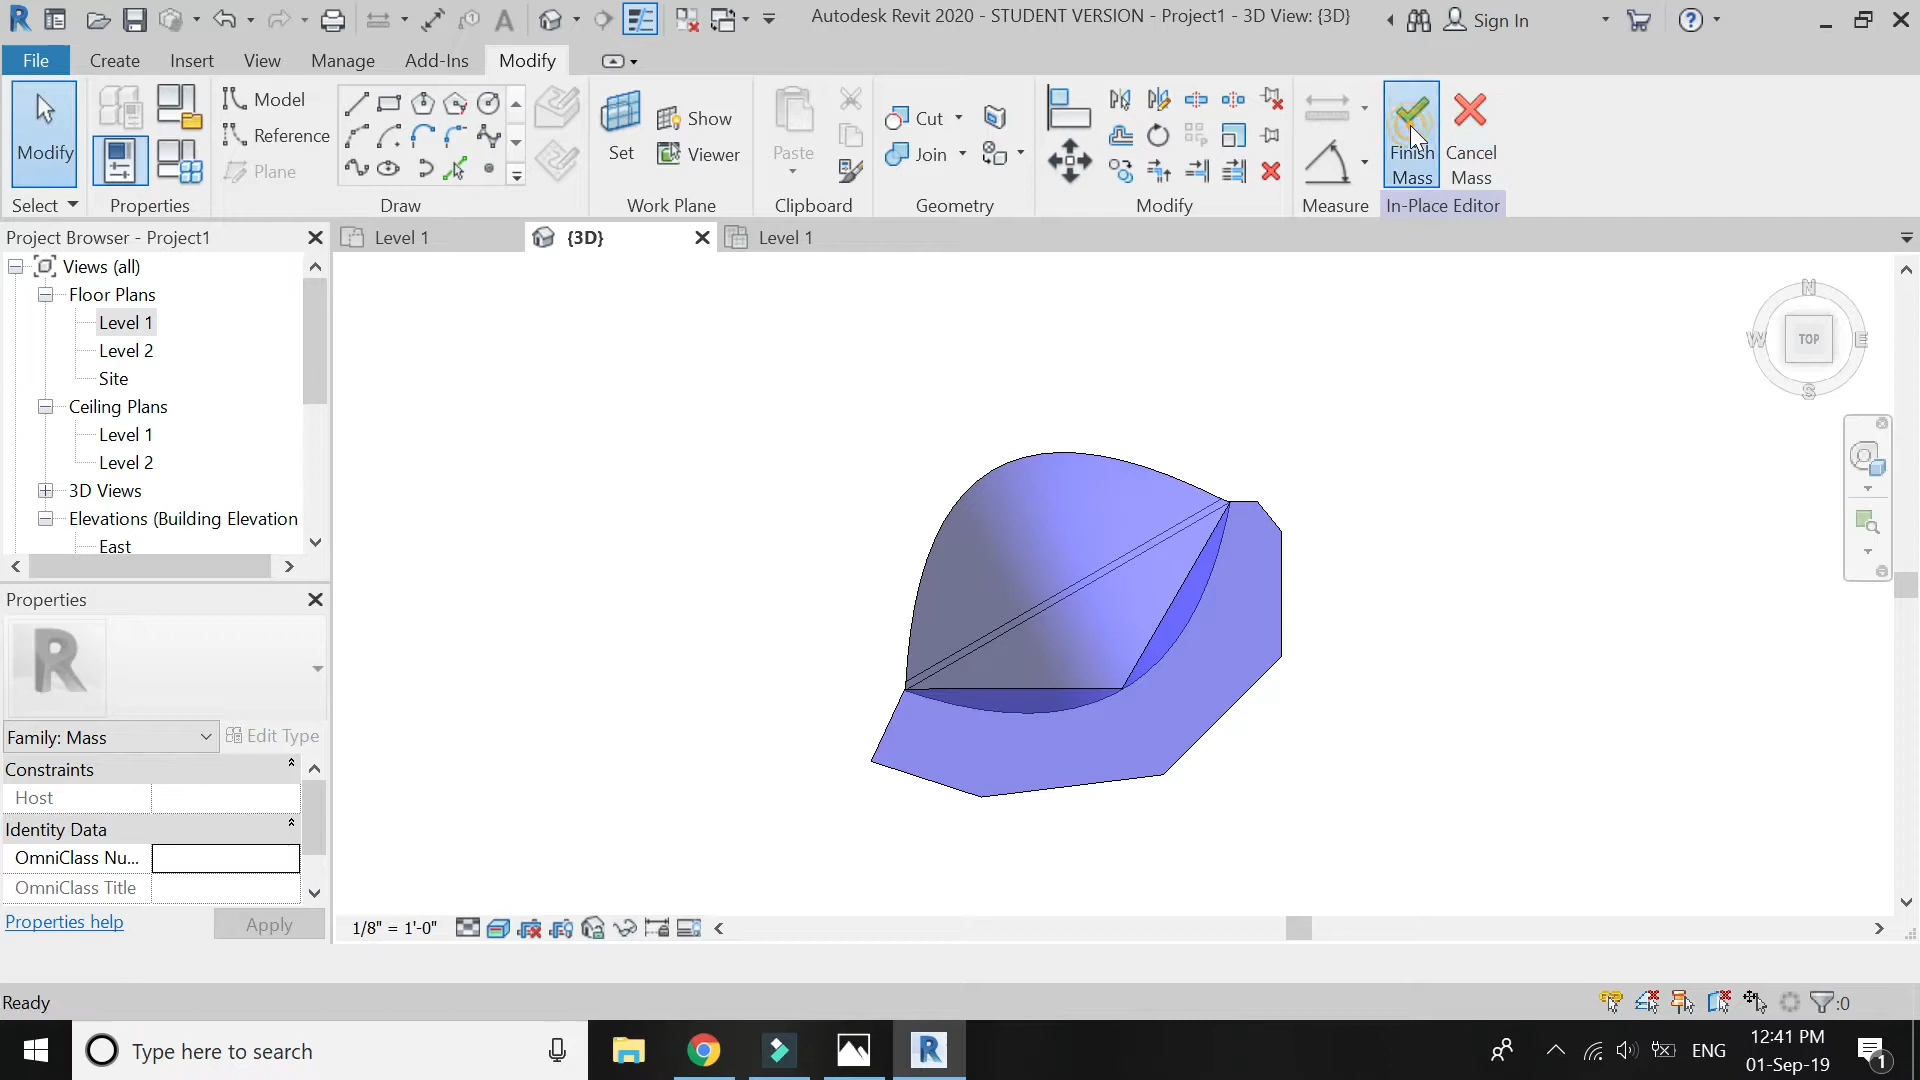 Autodesk Revit 2020 - STUDENT VERSION - Project1 - 3D View: {3D}
Sign In
File
Create
Insert
View
Manage
Add-Ins
Modify
Modify
Select
Properties
Model
Reference
Plane
Draw
Set
Show
Viewer
Work Plane
Paste
Clipboard
Cut
Join
Geometry
Modify
Measure
Finish
Mass
Cancel
Mass
In-Place Editor
Project Browser - Project1
Level 1
{3D}
Level 1
Views (all)
Floor Plans
Level 1
Level 2
Site
Ceiling Plans
Level 1
Level 2
3D Views
Elevations (Building Elevation
East
N
W
TOP
E
S
Properties
R
Family: Mass
Edit Type
Constraints
Host
Identity Data
OmniClass Nu...
OmniClass Title
Properties help
Apply
1/8" = 1'-0"
Ready
:0
Type here to search
ENG
12:41 PM
01-Sep-19
1